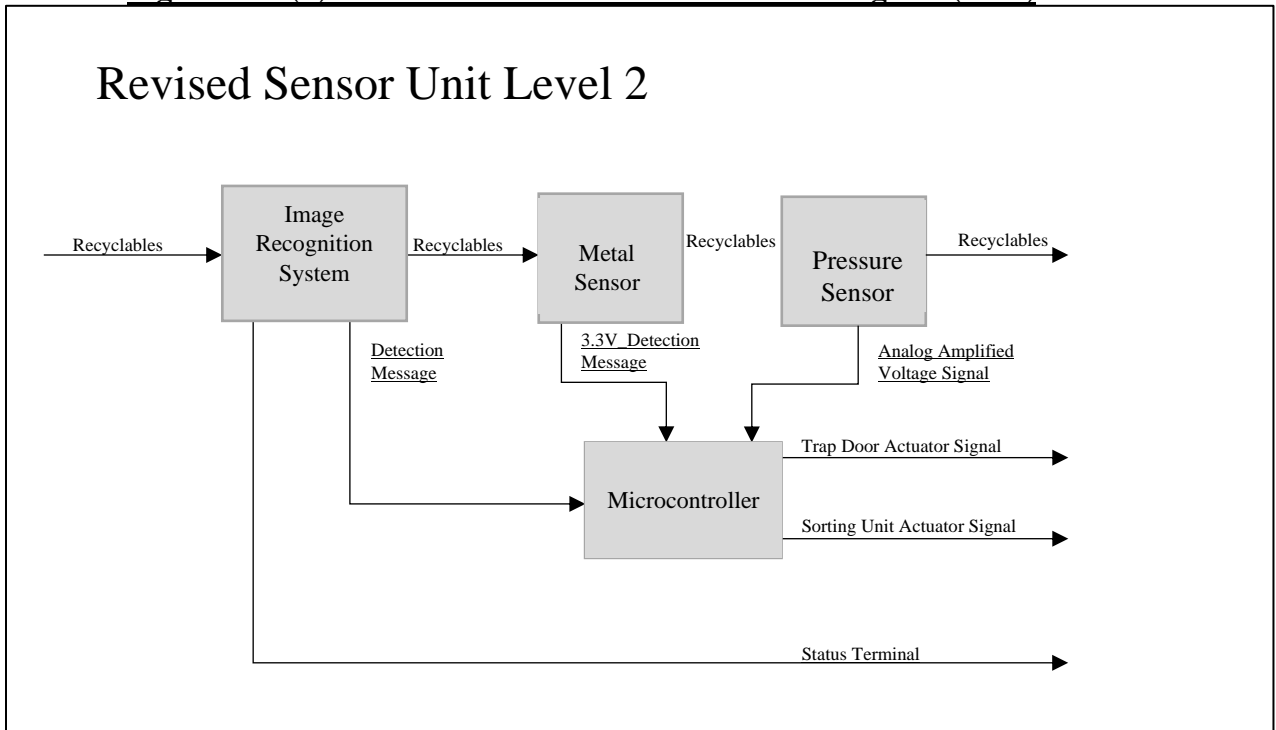 Revised Sensor Unit Level 2
Image
Recognition
System
Recyclables
Recyclables
Metal
Sensor
Recyclables
Pressure
Sensor
Recyclables
Detection
Message
3.3V_Detection
Message
Analog Amplified
Voltage Signal
Microcontroller
Trap Door Actuator Signal
Sorting Unit Actuator Signal
Status Terminal